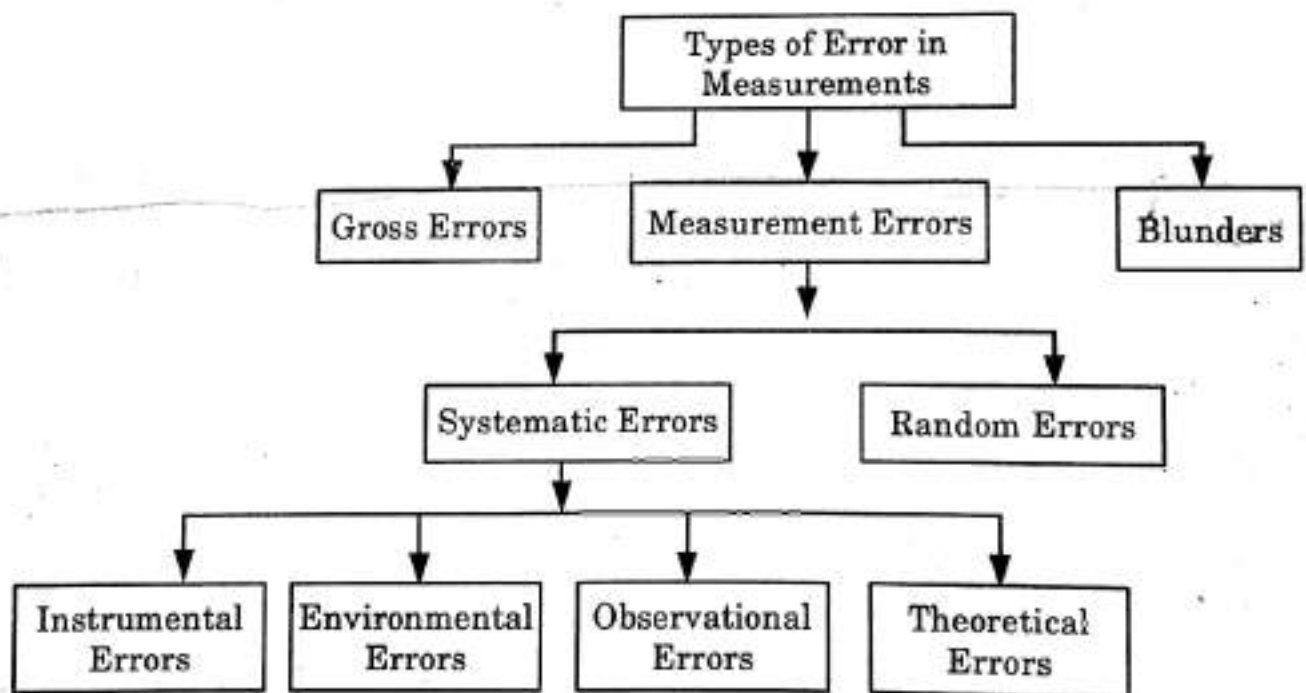 Types of Error in
Measurements
Gross Errors
Measurement Errors
Blunders
Systematic Errors
Random Errors
Instrumental
Errors
Environmental
Errors
Observational
Errors
Theoretical
Errors